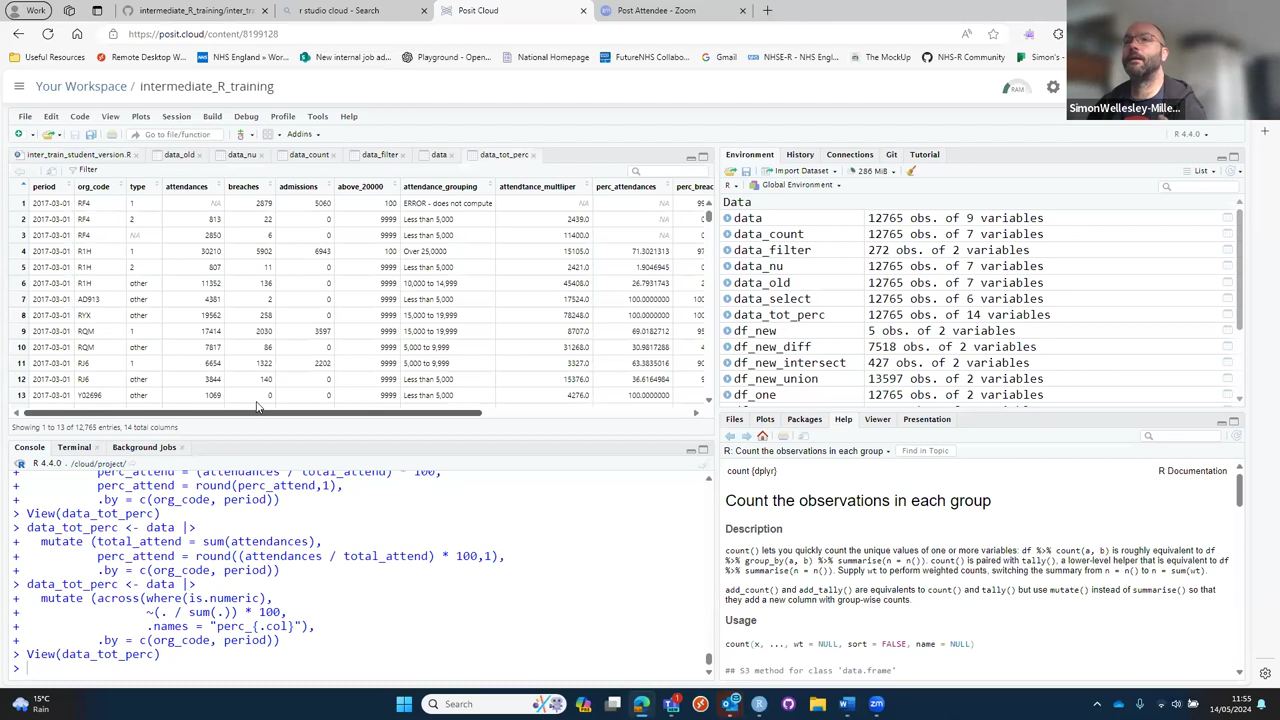 intermediate_R_training/inter_tra
r studio cloud - Search
Posit Cloud
Post Attendee - Zoom
https://posit.cloud/content/8199128
Useful Resources
Remote Desktop W...
NHS England » Wor...
New internal job ad...
Playground - Open...
National Homepage
FutureNHS Collabo...
Gmail
NHSE-R - NHS Engl...
The MockUp
NHS-R Community
Simon's -
SimonWellesley-Mille...
Your Workspace / intermediate_R_training
RAM
File Edit Code View Plots Session Build Debug Profile Tools Help
Go to file/function
Addins
R 4.4.0
inter_train_student_version.R
data_old
data_nu
data_count
data_filter
data
data_tot_perc
Filter
period org_code type attendances breaches admissions above_20000 attendance_grouping attendtance_multlper perc_attendances perc_breac
1 2017-03-01 RF4 1 NA 2879 5060 100 ERROR - does not compute NA NA
2 2017-03-01 RF4 2 813 22 0 9999 Less than 5,000 2439.0 NA
3 2017-03-01 RF4 NA 2850 6 0 9999 Less than 5,000 11400.0 NA
4 2017-03-01 R1H 1 30210 5902 6943 100 Over 25,0000 15105.0 71.3021313
5 2017-03-01 R1H 2 807 11 0 9999 Less than 5,000 2421.0 1.9046945
6 2017-03-01 R1H other 11352 136 0 9999 10,000 to 14,999 45408.0 26.7931743
7 2017-03-01 AD913 other 4381 2 0 9999 Less than 5,000 17524.0 100.0000000
8 2017-03-01 RYX other 19562 258 0 9999 15,000 to 19,999 78248.0 100.0000000
9 2017-03-01 RQM 1 17414 2030 3597 9999 15,000 to 19,999 8707.0 69.0182712
10 2017-03-01 RQM other 7817 86 0 9999 5,000 to 9,999 31268.0 30.9817288
11 2017-03-01 RJ6 1 6654 1322 2202 9999 5,000 to 9,999 3327.0 63.3835016
12 2017-03-01 RJ6 other 3844 140 0 9999 Less than 5,000 15376.0 36.6164984
13 2017-03-01 Y02696 other 1069 0 0 9999 Less than 5,000 4276.0 100.0000000
Showing 1 to 13 of 12,765 entries, 14 total columns
Console Terminal Background Jobs
R 4.4.0 · /cloud/project/
+ perc_attend = (attendances / total_attend) * 100,
+ perc_attend = round(perc_attend,1),
+ .by = c(org_code, period))
> View(data_tot_perc)
> data_tot_perc <- data |>
+ mutate (total_attend = sum(attendances),
+ perc_attend = round((attendances / total_attend) * 100,1),
+ .by = c(org_code, period))
> data_tot_perc <- data |>
+ mutate (across(where(is.numeric),
+ ~(. / sum(.)) * 100,
+ .names = "perc_{.col}"),
+ .by = c(org_code, period))
> View(data_tot_perc)
>
Environment History Connections Git Tutorial
Import Dataset
286 MiB
List
R
Global Environment
Data
data 12765 obs. of 9 variables
data_count 12765 obs. of 7 variables
data_filter 272 obs. of 7 variables
data_nu 12765 obs. of 7 variables
data_old 12765 obs. of 7 variables
data_select 12765 obs. of 6 variables
data_tot_perc 12765 obs. of 14 variables
df_new 5 obs. of 2 variables
df_new_diff 7518 obs. of 2 variables
df_new_intersect 427 obs. of 2 variables
df_new_union 13597 obs. of 2 variables
df_one 12765 obs. of 2 variables
Files Plots Packages Help Viewer Presentation
R: Count the observations in each group
Find in Topic
count {dplyr}
R Documentation
Count the observations in each group
Description
count() lets you quickly count the unique values of one or more variables: df %>% count(a, b) is roughly equivalent to df
%>% group_by(a, b) %>% summarise(n = n()). count() is paired with tally(), a lower-level helper that is equivalent to df
%>% summarise(n = n()). Supply wt to perform weighted counts, switching the summary from n = n() to n = sum(wt).
add_count() and add_tally() are equivalents to count() and tally() but use mutate() instead of summarise() so that
they add a new column with group-wise counts.
Usage
count(x, ..., wt = NULL, sort = FALSE, name = NULL)
## S3 method for class 'data.frame'
15°C
Rain
Search
11:55
14/05/2024